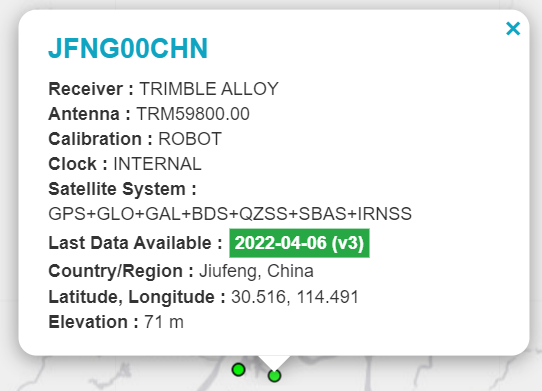 ×
JFNG00CHN
Receiver : TRIMBLE ALLOY
Antenna : TRM59800.00
Calibration : ROBOT
Clock : INTERNAL
Satellite System :
GPS+GLO+GAL+BDS+QZSS+SBAS+IRNSS
Last Data Available : 2022-04-06 (v3)
Country/Region : Jiufeng, China
Latitude, Longitude : 30.516, 114.491
Elevation : 71 m